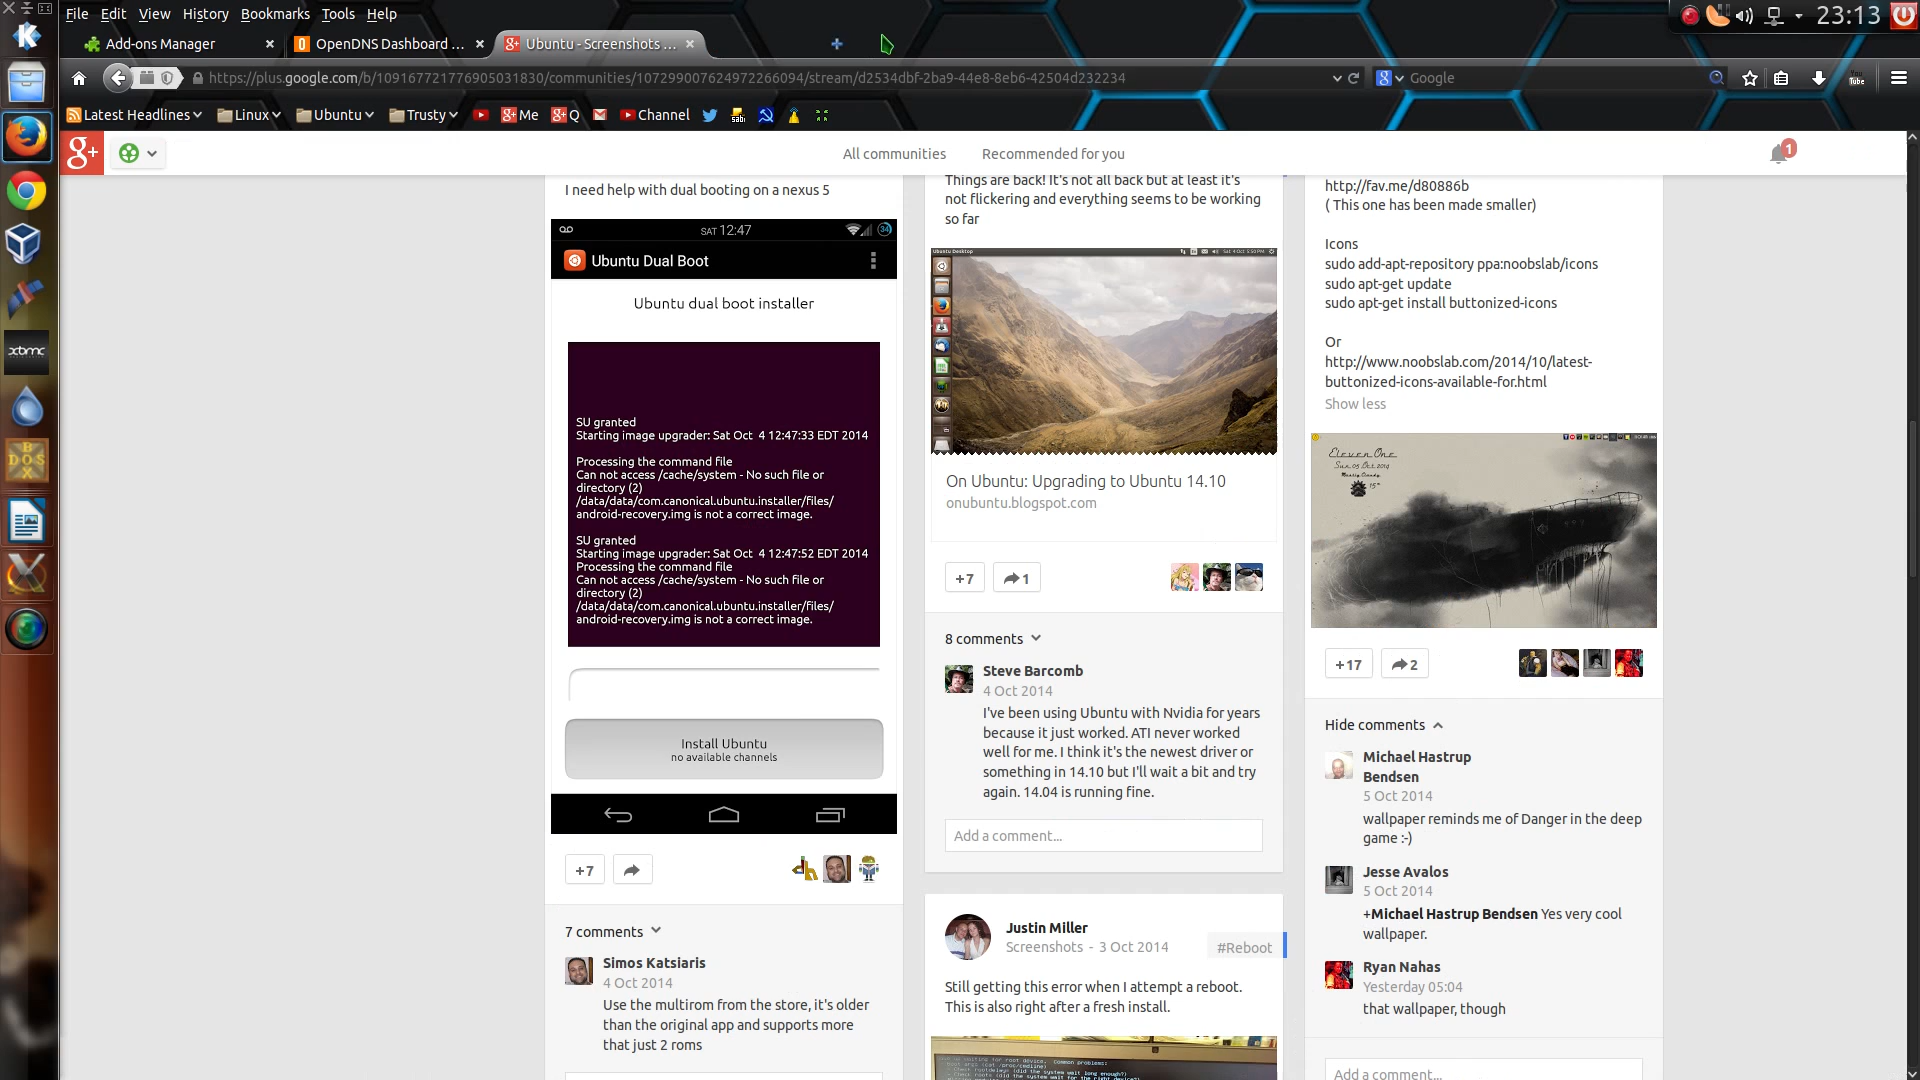 File Edit View History Bookmarks Tools Help
23:13
Add-ons Manager
OpenDNS Dashboard ...
Ubuntu - Screenshots ...
https://plus.google.com/b/109167721776905031830/communities/107299007624972266094/stream/d2534dbf-2ba9-44e8-8eb6-42504d232234
Google
Latest Headlines
Linux
Ubuntu
Trusty
Me
Q
Channel
g+
All communities
Recommended for you
1
I need help with dual booting on a nexus 5
SAT 12:47
34
Ubuntu Dual Boot
Ubuntu dual boot installer
SU granted
Starting image upgrader: Sat Oct 4 12:47:33 EDT 2014
Processing the command file
Can not access /cache/system - No such file or
directory (2)
/data/data/com.canonical.ubuntu.installer/files/
android-recovery.img is not a correct image.
SU granted
Starting image upgrader: Sat Oct 4 12:47:52 EDT 2014
Processing the command file
Can not access /cache/system - No such file or
directory (2)
/data/data/com.canonical.ubuntu.installer/files/
android-recovery.img is not a correct image.
Install Ubuntu
no available channels
+7
7 comments
Simos Katsiaris
4 Oct 2014
Use the multirom from the store, it's older
than the original app and supports more
that just 2 roms
Things are back! It's not all back but at least it's
not flickering and everything seems to be working
so far
Ubuntu Desktop
On Ubuntu: Upgrading to Ubuntu 14.10
onubuntu.blogspot.com
+7
1
8 comments
Steve Barcomb
4 Oct 2014
I've been using Ubuntu with Nvidia for years
because it just worked. ATI never worked
well for me. I think it's the newest driver or
something in 14.10 but I'll wait a bit and try
again. 14.04 is running fine.
Add a comment...
Justin Miller
Screenshots - 3 Oct 2014
#Reboot
Still getting this error when I attempt a reboot.
This is also right after a fresh install.
http://fav.me/d80886b
( This one has been made smaller)
Icons
sudo add-apt-repository ppa:noobslab/icons
sudo apt-get update
sudo apt-get install buttonized-icons
Or
http://www.noobslab.com/2014/10/latest-
buttonized-icons-available-for.html
Show less
Eleven One
Sun 05 Oct 2014
Mostly Cloudy
15°
+17
2
Hide comments
Michael Hastrup
Bendsen
5 Oct 2014
wallpaper reminds me of Danger in the deep
game :-)
Jesse Avalos
5 Oct 2014
+Michael Hastrup Bendsen Yes very cool
wallpaper.
Ryan Nahas
Yesterday 05:04
that wallpaper, though
Add a comment...
xbmc